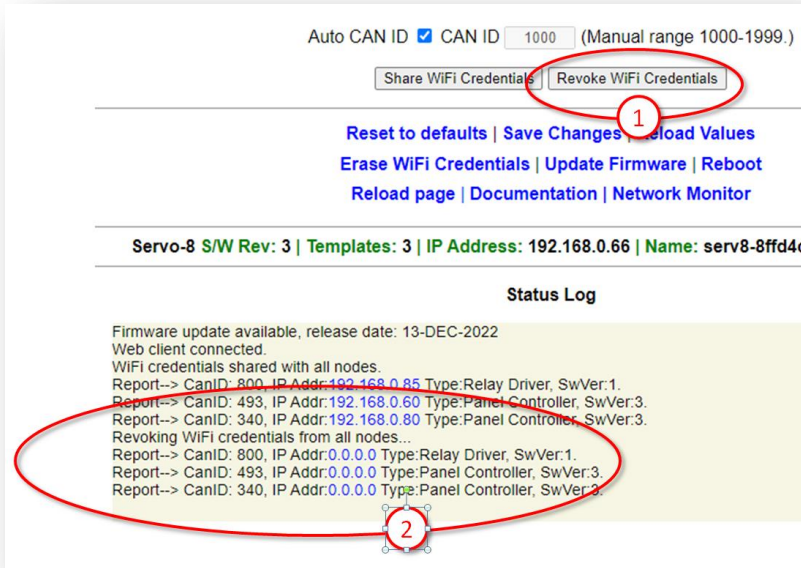 Auto CAN ID CAN ID 1000 (Manual range 1000-1999.)
Share WiFi Credentials Revoke WiFi Credentials
1
Reset to defaults | Save Changes | Reload Values
Erase WiFi Credentials | Update Firmware | Reboot
Reload page | Documentation | Network Monitor
Servo-8 S/W Rev: 3 | Templates: 3 | IP Address: 192.168.0.66 | Name: serv8-8ffd4
Status Log
Firmware update available, release date: 13-DEC-2022
Web client connected.
WiFi credentials shared with all nodes.
Report--> CanID: 800, IP Addr:192.168.0.85 Type:Relay Driver, SwVer:1.
Report--> CanID: 493, IP Addr:192.168.0.60 Type:Panel Controller, SwVer:3.
Report--> CanID: 340, IP Addr:192.168.0.80 Type:Panel Controller, SwVer:3.
Revoking WiFi credentials from all nodes...
Report--> CanID: 800, IP Addr:0.0.0.0 Type:Relay Driver, SwVer:1.
Report--> CanID: 493, IP Addr:0.0.0.0 Type:Panel Controller, SwVer:3.
Report--> CanID: 340, IP Addr:0.0.0.0 Type:Panel Controller, SwVer:3.
2